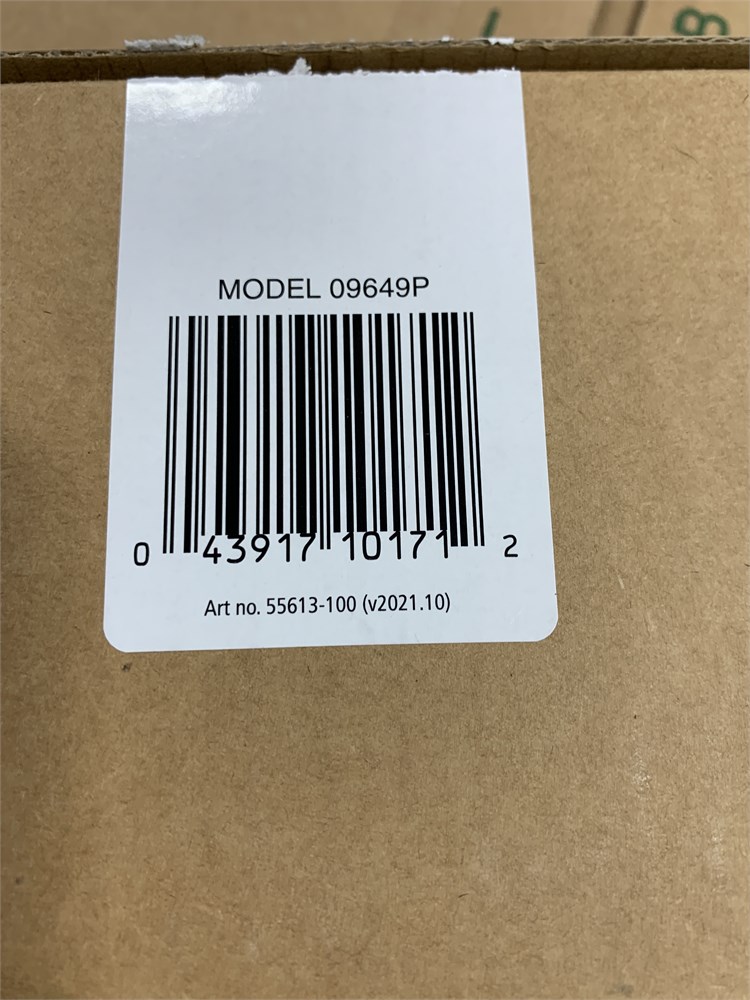 MODEL 09649P
0 43917 10171 2
Art no. 55613-100 (v2021.10)